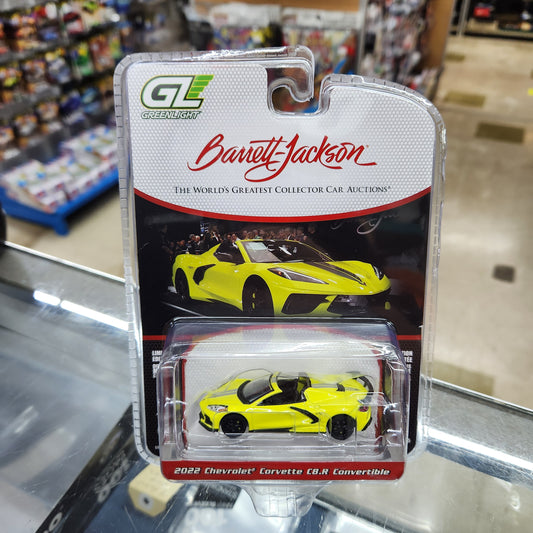 GL
GREENLIGHT
Barrett-Jackson®
THE WORLD'S GREATEST COLLECTOR CAR AUCTIONS®
2022 Chevrolet® Corvette C8.R Convertible